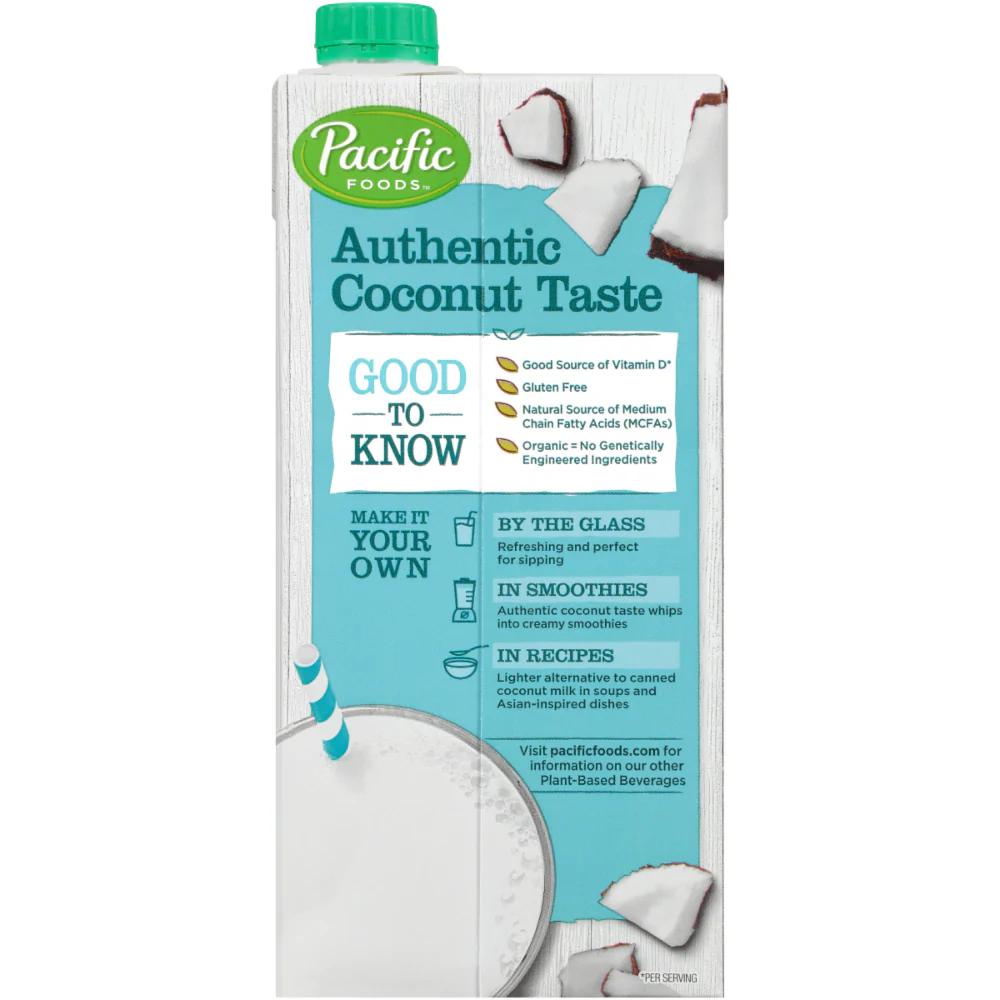 Pacific
FOODS™
Authentic
Coconut Taste
GOOD
TO
KNOW
Good Source of Vitamin D*
Gluten Free
Natural Source of Medium
Chain Fatty Acids (MCFAs)
Organic = No Genetically
Engineered Ingredients
MAKE IT
YOUR
OWN
BY THE GLASS
Refreshing and perfect
for sipping
IN SMOOTHIES
Authentic coconut taste whips
into creamy smoothies
IN RECIPES
Lighter alternative to canned
coconut milk in soups and
Asian-inspired dishes
Visit pacificfoods.com for
information on our other
Plant-Based Beverages
*PER SERVING